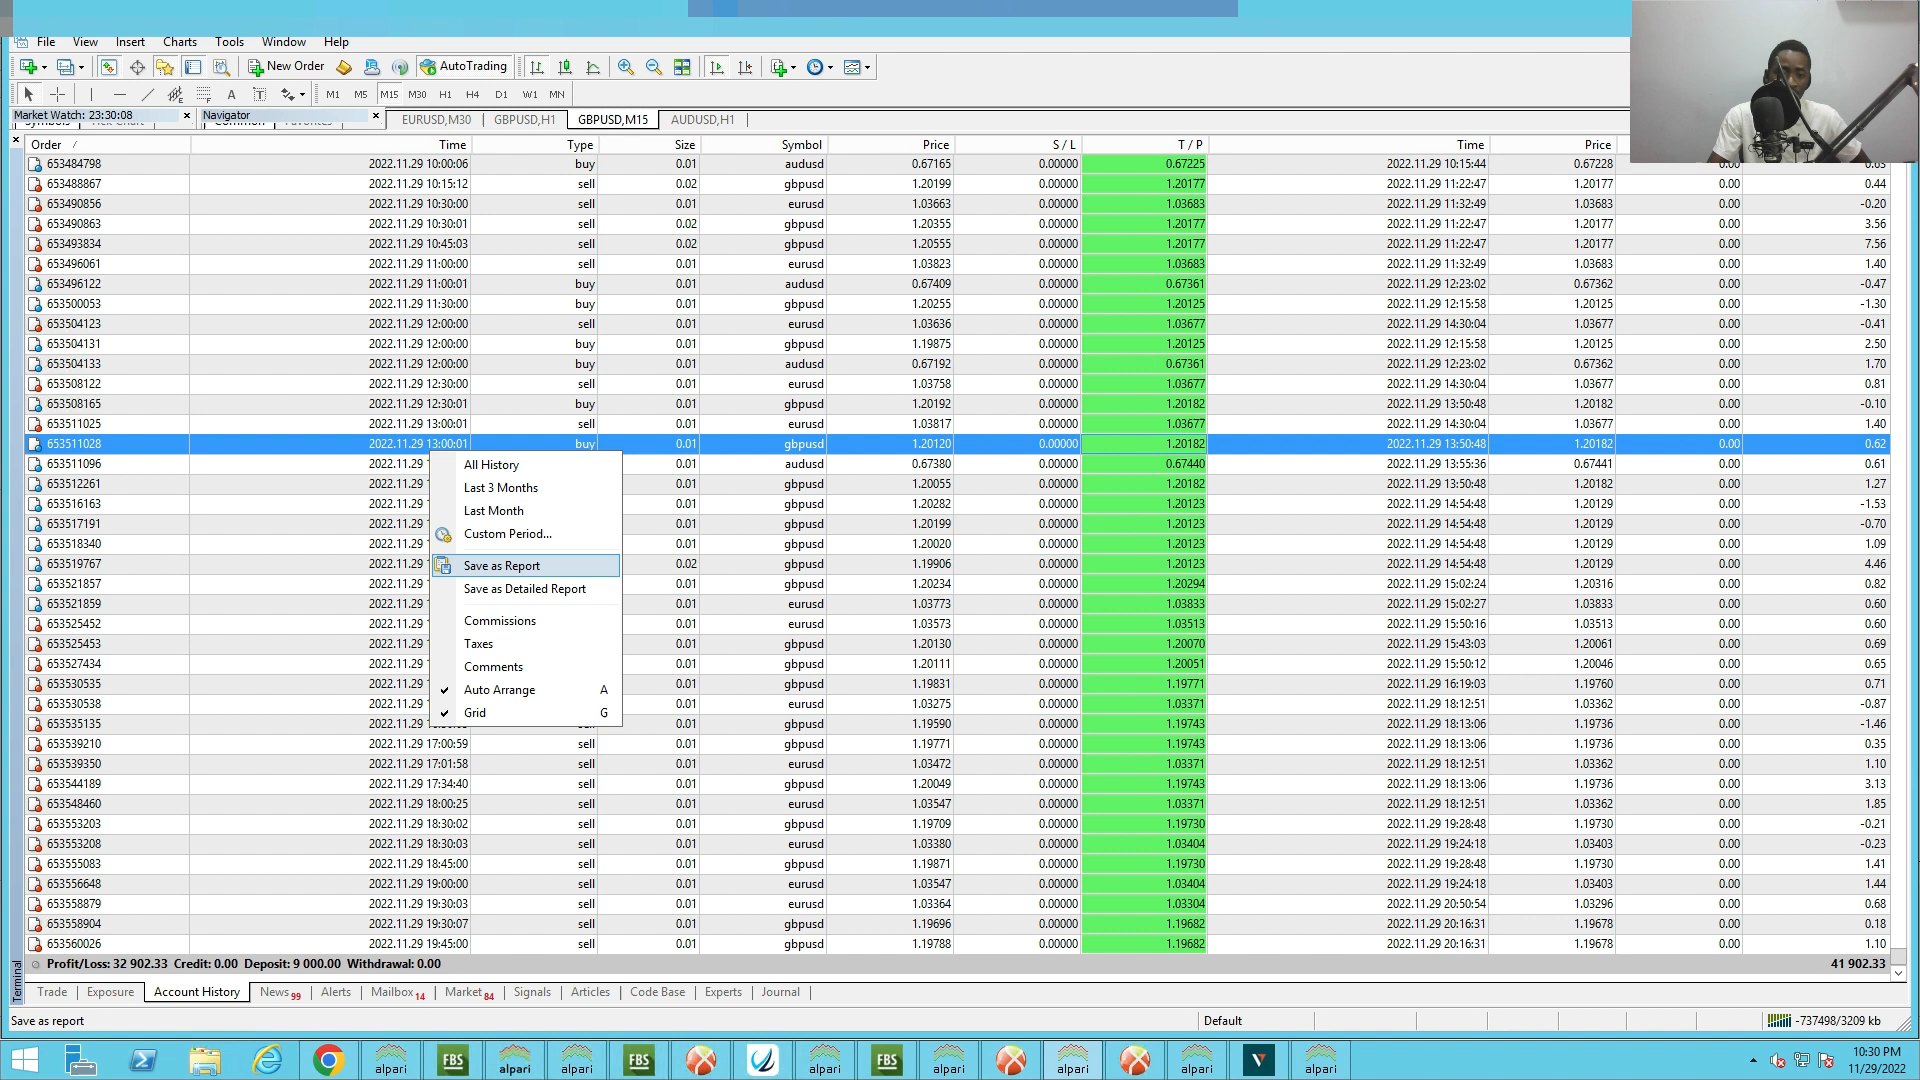 File View Insert Charts Tools Window Help
New Order AutoTrading
A T M1 M5 M15 M30 H1 H4 D1 W1 MN
Market Watch: 23:30:08 Navigator EURUSD,M30 GBPUSD,H1 GBPUSD,M15 AUDUSD,H1
Order / Time Type Size Symbol Price S / L T / P Time Price
653484798 2022.11.29 10:00:06 buy 0.01 audusd 0.67165 0.00000 0.67225 2022.11.29 10:15:44 0.67228 0.00 0.63
653488867 2022.11.29 10:15:12 sell 0.02 gbpusd 1.20199 0.00000 1.20177 2022.11.29 11:22:47 1.20177 0.00 0.44
653490856 2022.11.29 10:30:00 sell 0.01 eurusd 1.03663 0.00000 1.03683 2022.11.29 11:32:49 1.03683 0.00 -0.20
653490863 2022.11.29 10:30:01 sell 0.02 gbpusd 1.20355 0.00000 1.20177 2022.11.29 11:22:47 1.20177 0.00 3.56
653493834 2022.11.29 10:45:03 sell 0.02 gbpusd 1.20555 0.00000 1.20177 2022.11.29 11:22:47 1.20177 0.00 7.56
653496061 2022.11.29 11:00:00 sell 0.01 eurusd 1.03823 0.00000 1.03683 2022.11.29 11:32:49 1.03683 0.00 1.40
653496122 2022.11.29 11:00:01 buy 0.01 audusd 0.67409 0.00000 0.67361 2022.11.29 12:23:02 0.67362 0.00 -0.47
653500053 2022.11.29 11:30:00 buy 0.01 gbpusd 1.20255 0.00000 1.20125 2022.11.29 12:15:58 1.20125 0.00 -1.30
653504123 2022.11.29 12:00:00 sell 0.01 eurusd 1.03636 0.00000 1.03677 2022.11.29 14:30:04 1.03677 0.00 -0.41
653504131 2022.11.29 12:00:00 buy 0.01 gbpusd 1.19875 0.00000 1.20125 2022.11.29 12:15:58 1.20125 0.00 2.50
653504133 2022.11.29 12:00:00 buy 0.01 audusd 0.67192 0.00000 0.67361 2022.11.29 12:23:02 0.67362 0.00 1.70
653508122 2022.11.29 12:30:00 sell 0.01 eurusd 1.03758 0.00000 1.03677 2022.11.29 14:30:04 1.03677 0.00 0.81
653508165 2022.11.29 12:30:01 buy 0.01 gbpusd 1.20192 0.00000 1.20182 2022.11.29 13:50:48 1.20182 0.00 -0.10
653511025 2022.11.29 13:00:01 sell 0.01 eurusd 1.03817 0.00000 1.03677 2022.11.29 14:30:04 1.03677 0.00 1.40
653511028 2022.11.29 13:00:01 buy 0.01 gbpusd 1.20120 0.00000 1.20182 2022.11.29 13:50:48 1.20182 0.00 0.62
653511096 2022.11.29 1 0.01 audusd 0.67380 0.00000 0.67440 2022.11.29 13:55:36 0.67441 0.00 0.61
653512261 2022.11.29 1 0.01 gbpusd 1.20055 0.00000 1.20182 2022.11.29 13:50:48 1.20182 0.00 1.27
653516163 2022.11.29 1 0.01 gbpusd 1.20282 0.00000 1.20123 2022.11.29 14:54:48 1.20129 0.00 -1.53
653517191 2022.11.29 1 0.01 gbpusd 1.20199 0.00000 1.20123 2022.11.29 14:54:48 1.20129 0.00 -0.70
653518340 2022.11.29 1 0.01 gbpusd 1.20020 0.00000 1.20123 2022.11.29 14:54:48 1.20129 0.00 1.09
653519767 2022.11.29 1 0.02 gbpusd 1.19906 0.00000 1.20123 2022.11.29 14:54:48 1.20129 0.00 4.46
653521857 2022.11.29 1 0.01 gbpusd 1.20234 0.00000 1.20294 2022.11.29 15:02:24 1.20316 0.00 0.82
653521859 2022.11.29 1 0.01 eurusd 1.03773 0.00000 1.03833 2022.11.29 15:02:27 1.03833 0.00 0.60
653525452 2022.11.29 1 0.01 eurusd 1.03573 0.00000 1.03513 2022.11.29 15:50:16 1.03513 0.00 0.60
653525453 2022.11.29 1 0.01 gbpusd 1.20130 0.00000 1.20070 2022.11.29 15:43:03 1.20061 0.00 0.69
653527434 2022.11.29 1 0.01 gbpusd 1.20111 0.00000 1.20051 2022.11.29 15:50:12 1.20046 0.00 0.65
653530535 2022.11.29 1 0.01 gbpusd 1.19831 0.00000 1.19771 2022.11.29 16:19:03 1.19760 0.00 0.71
653530538 2022.11.29 1 0.01 eurusd 1.03275 0.00000 1.03371 2022.11.29 18:12:51 1.03362 0.00 -0.87
653535135 0.01 gbpusd 1.19590 0.00000 1.19743 2022.11.29 18:13:06 1.19736 0.00 -1.46
653539210 2022.11.29 17:00:59 sell 0.01 gbpusd 1.19771 0.00000 1.19743 2022.11.29 18:13:06 1.19736 0.00 0.35
653539350 2022.11.29 17:01:58 sell 0.01 eurusd 1.03472 0.00000 1.03371 2022.11.29 18:12:51 1.03362 0.00 1.10
653544189 2022.11.29 17:34:40 sell 0.01 gbpusd 1.20049 0.00000 1.19743 2022.11.29 18:13:06 1.19736 0.00 3.13
653548460 2022.11.29 18:00:25 sell 0.01 eurusd 1.03547 0.00000 1.03371 2022.11.29 18:12:51 1.03362 0.00 1.85
653553203 2022.11.29 18:30:02 sell 0.01 gbpusd 1.19709 0.00000 1.19730 2022.11.29 19:28:48 1.19730 0.00 -0.21
653553208 2022.11.29 18:30:03 sell 0.01 eurusd 1.03380 0.00000 1.03404 2022.11.29 19:24:18 1.03403 0.00 -0.23
653555083 2022.11.29 18:45:00 sell 0.01 gbpusd 1.19871 0.00000 1.19730 2022.11.29 19:28:48 1.19730 0.00 1.41
653556648 2022.11.29 19:00:00 sell 0.01 eurusd 1.03547 0.00000 1.03404 2022.11.29 19:24:18 1.03403 0.00 1.44
653558879 2022.11.29 19:30:03 sell 0.01 eurusd 1.03364 0.00000 1.03304 2022.11.29 20:50:54 1.03296 0.00 0.68
653558904 2022.11.29 19:30:07 sell 0.01 gbpusd 1.19696 0.00000 1.19682 2022.11.29 20:16:31 1.19678 0.00 0.18
653560026 2022.11.29 19:45:00 sell 0.01 gbpusd 1.19788 0.00000 1.19682 2022.11.29 20:16:31 1.19678 0.00 1.10
All History
Last 3 Months
Last Month
Custom Period...
Save as Report
Save as Detailed Report
Commissions
Taxes
Comments
Auto Arrange A
Grid G
Profit/Loss: 32 902.33 Credit: 0.00 Deposit: 9 000.00 Withdrawal: 0.00 41 902.33
Terminal
Trade Exposure Account History News 99 Alerts Mailbox 14 Market 84 Signals Articles Code Base Experts Journal
Save as report Default -737498/3209 kb
alpari FBS alpari alpari FBS alpari FBS alpari alpari alpari V alpari
10:30 PM
11/29/2022